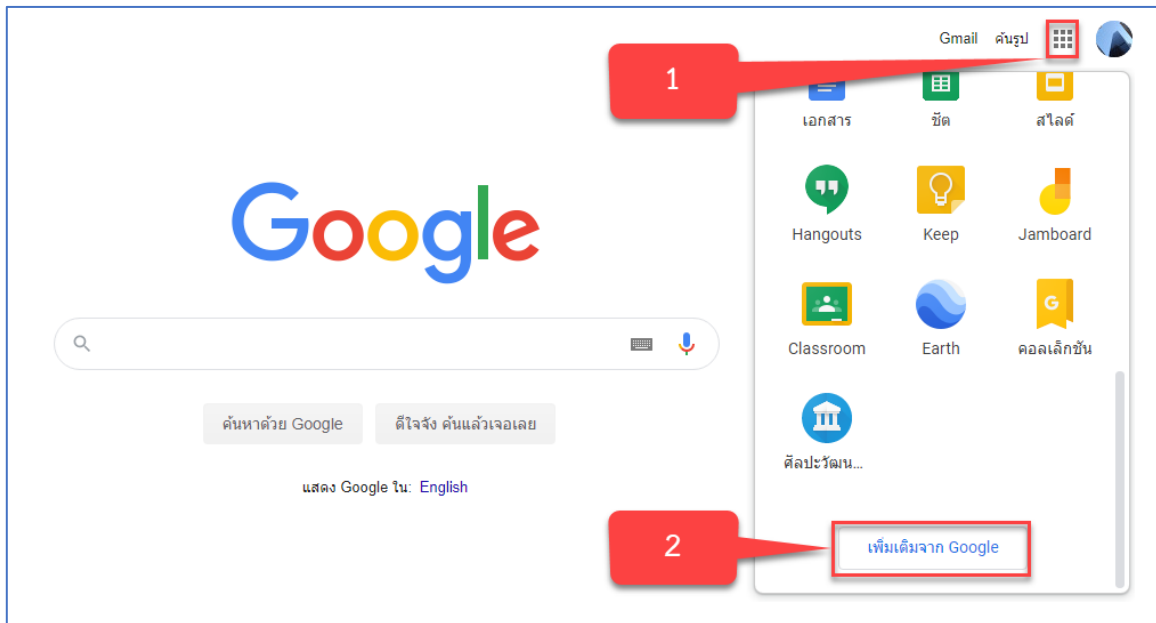 Gmail ค้นรูป
1
เอกสาร ชีต สไลด์
Hangouts Keep Jamboard
G
Classroom Earth คอลเล็กชัน
ศิลปะวัฒน...
Google
ค้นหาด้วย Google ดีใจจัง ค้นแล้วเจอเลย
แสดง Google ใน: English
2
เพิ่มเติมจาก Google